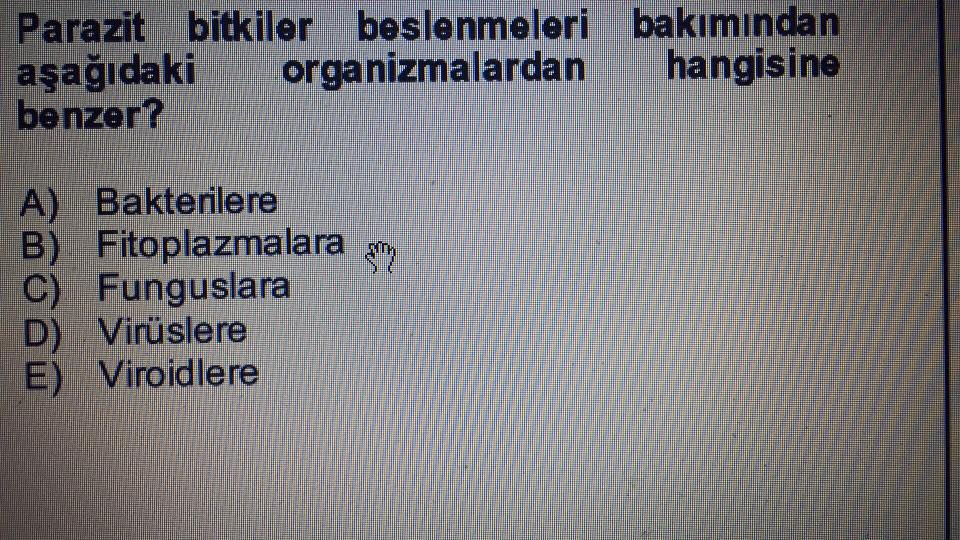 Parazit bitkiler beslenmeleri bakımından
aşağıdaki organizmalardan hangisine
benzer?
A) Bakterilere
B) Fitoplazmalara
C) Funguslara
D) Virüslere
E) Viroidlere